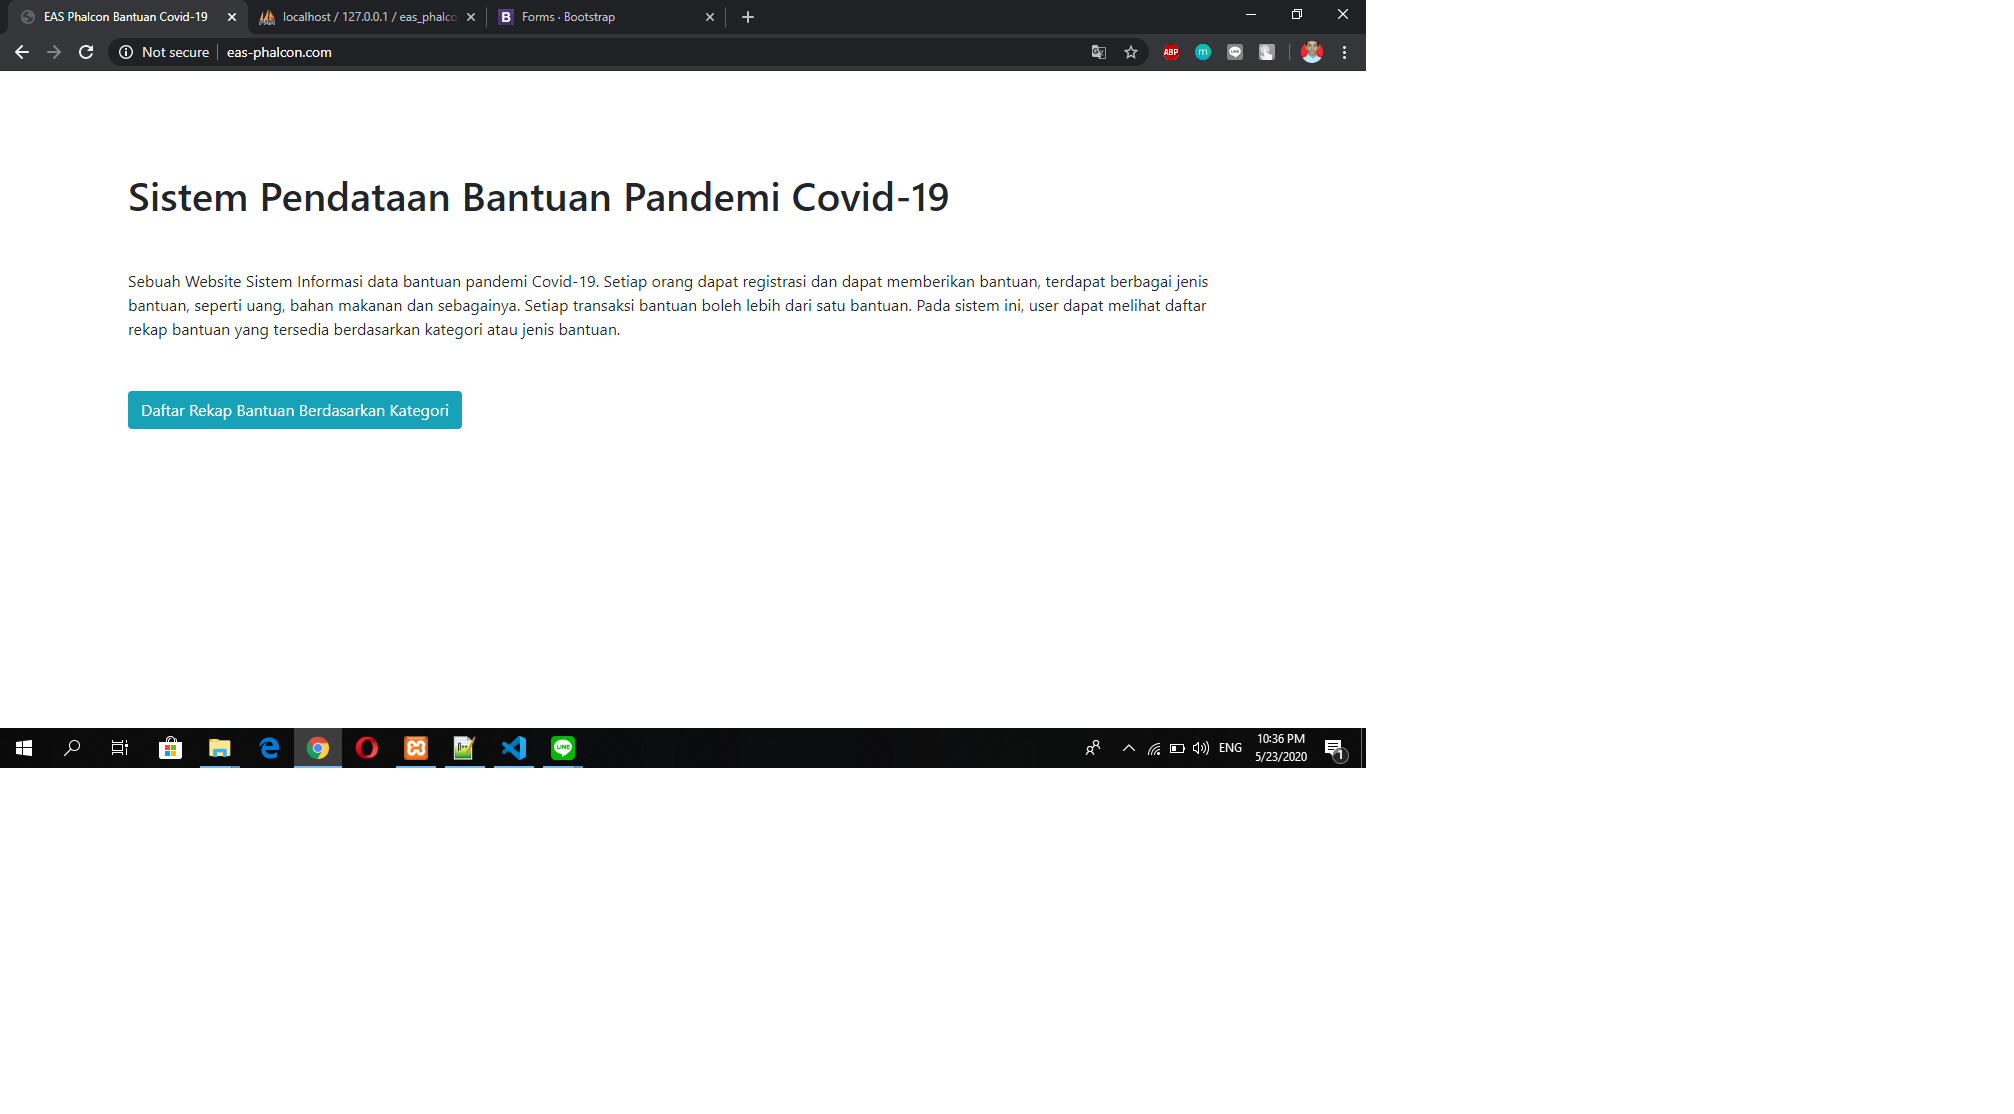 EAS Phalcon Bantuan Covid-19
localhost / 127.0.0.1 / eas_phalco
B Forms · Bootstrap
Not secure eas-phalcon.com
ABP m
Sistem Pendataan Bantuan Pandemi Covid-19
Sebuah Website Sistem Informasi data bantuan pandemi Covid-19. Setiap orang dapat registrasi dan dapat memberikan bantuan, terdapat berbagai jenis
bantuan, seperti uang, bahan makanan dan sebagainya. Setiap transaksi bantuan boleh lebih dari satu bantuan. Pada sistem ini, user dapat melihat daftar
rekap bantuan yang tersedia berdasarkan kategori atau jenis bantuan.
Daftar Rekap Bantuan Berdasarkan Kategori
LINE
ENG
10:36 PM
5/23/2020
1